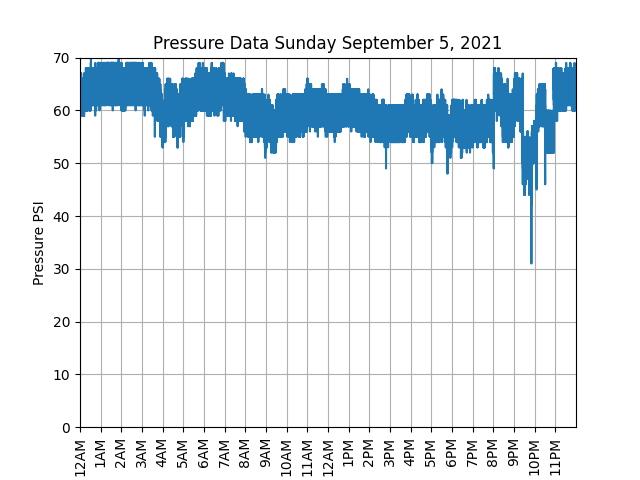 Pressure Data Sunday September 5, 2021
Pressure PSI
70
60
50
40
30
20
10
0
12AM
1AM
2AM
3AM
4AM
5AM
6AM
7AM
8AM
9AM
10AM
11AM
12AM
1PM
2PM
3PM
4PM
5PM
6PM
7PM
8PM
9PM
10PM
11PM